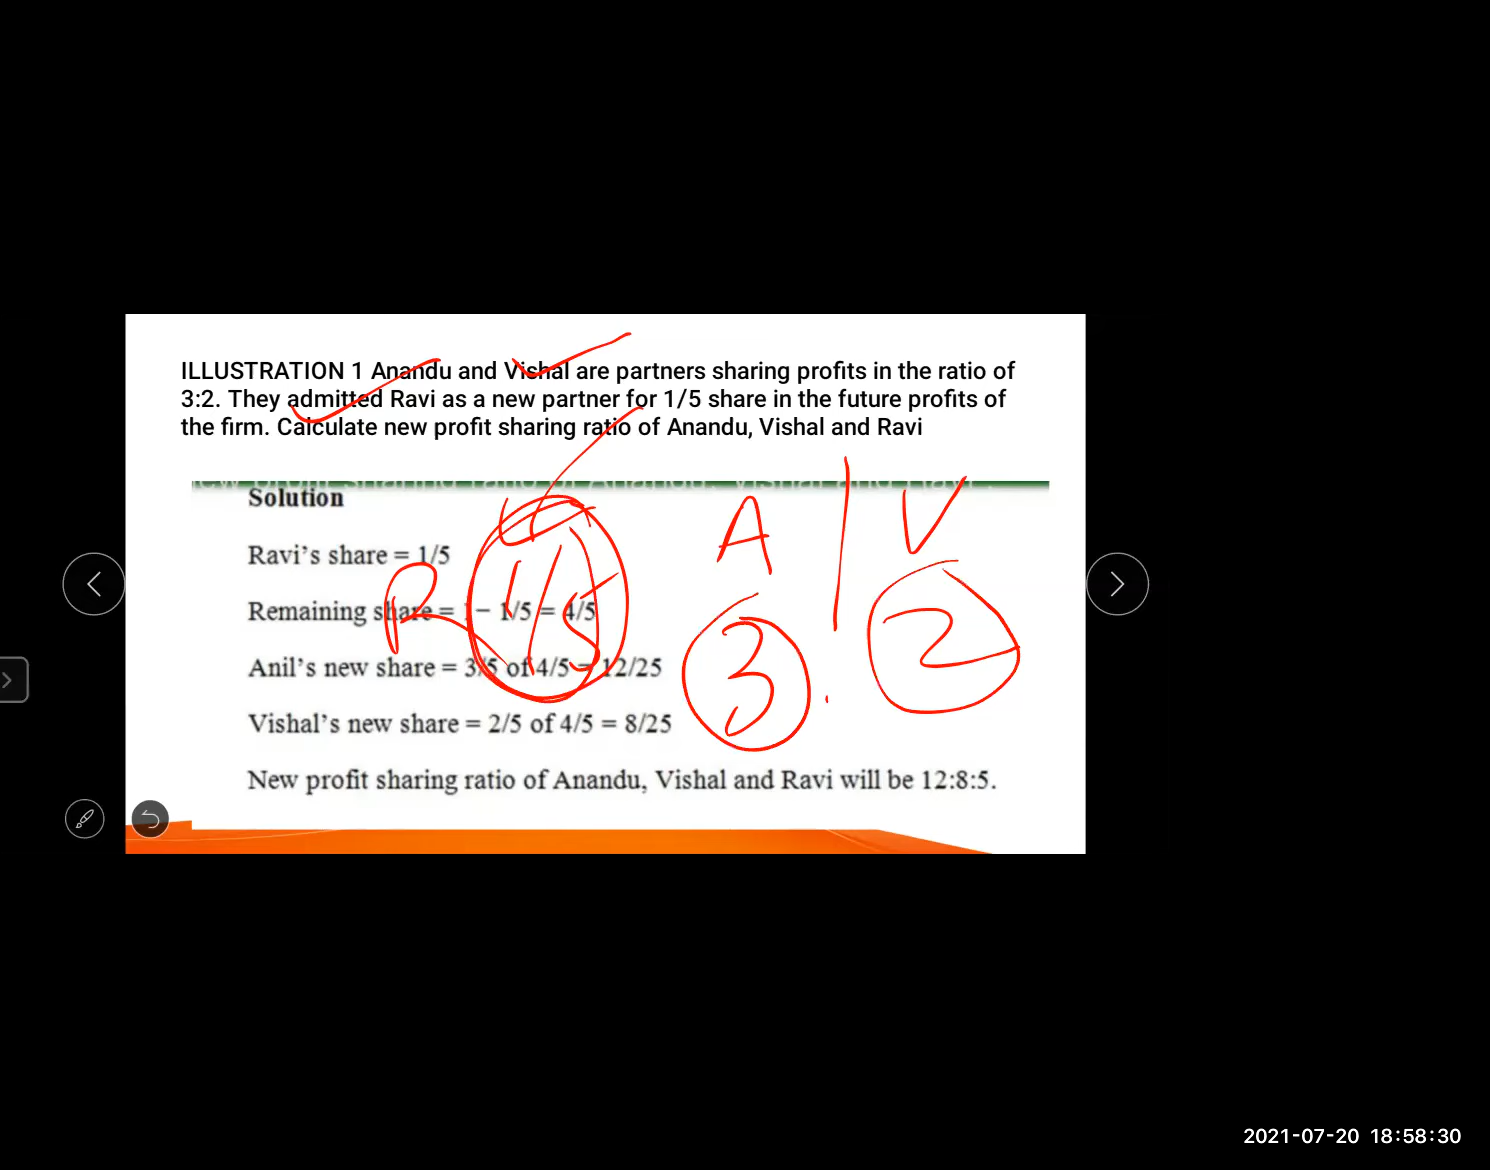 ILLUSTRATION 1 Anandu and Vishal are partners sharing profits in the ratio of
3:2. They admitted Ravi as a new partner for 1/5 share in the future profits of
the firm. Calculate new profit sharing ratio of Anandu, Vishal and Ravi
Solution
A V
Ravi's share = 1/5
R 1/5 3 2
Remaining share = 1 − 1/5 = 4/5
Anil's new share = 3/5 of 4/5 = 12/25
Vishal's new share = 2/5 of 4/5 = 8/25
New profit sharing ratio of Anandu, Vishal and Ravi will be 12:8:5.
2021-07-20 18:58:30